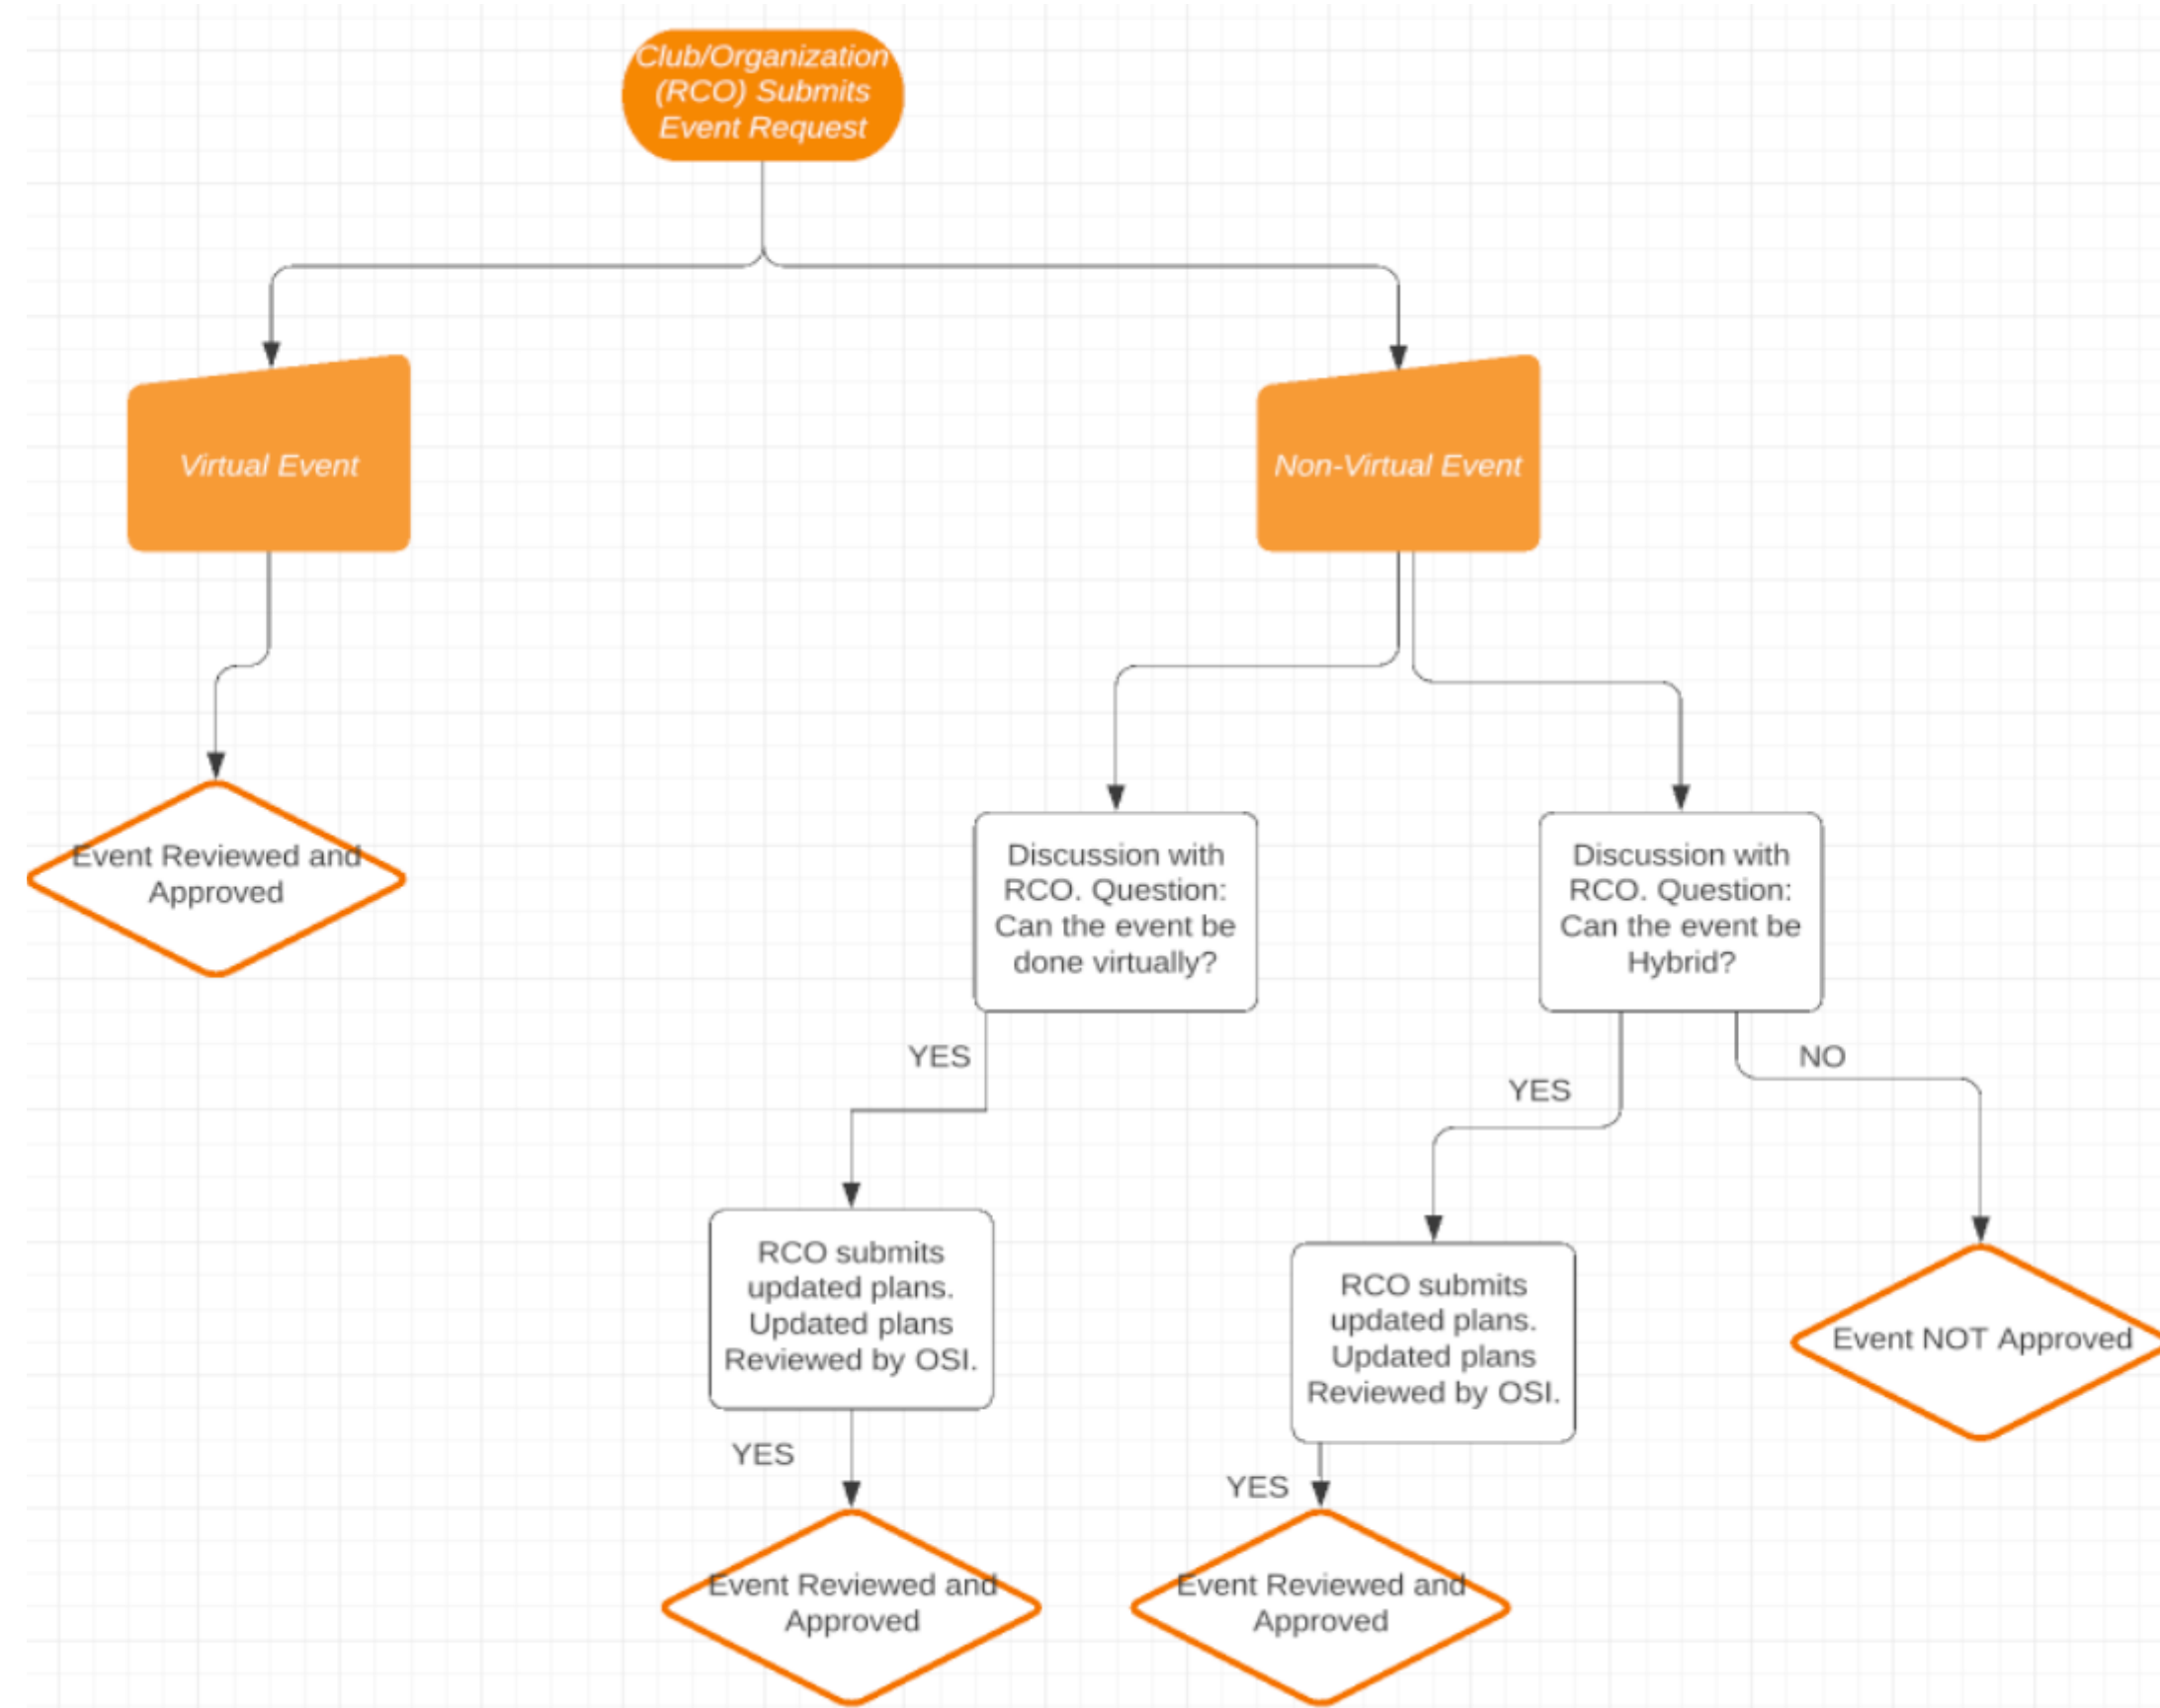 Club/Organization
(RCO) Submits
Event Request
Virtual Event
Non-Virtual Event
Event Reviewed and
Approved
Discussion with
RCO. Question:
Can the event be
done virtually?
Discussion with
RCO. Question:
Can the event be
Hybrid?
YES
YES
NO
RCO submits
updated plans.
Updated plans
Reviewed by OSI.
RCO submits
updated plans.
Updated plans
Reviewed by OSI.
Event NOT Approved
YES
YES
Event Reviewed and
Approved
Event Reviewed and
Approved